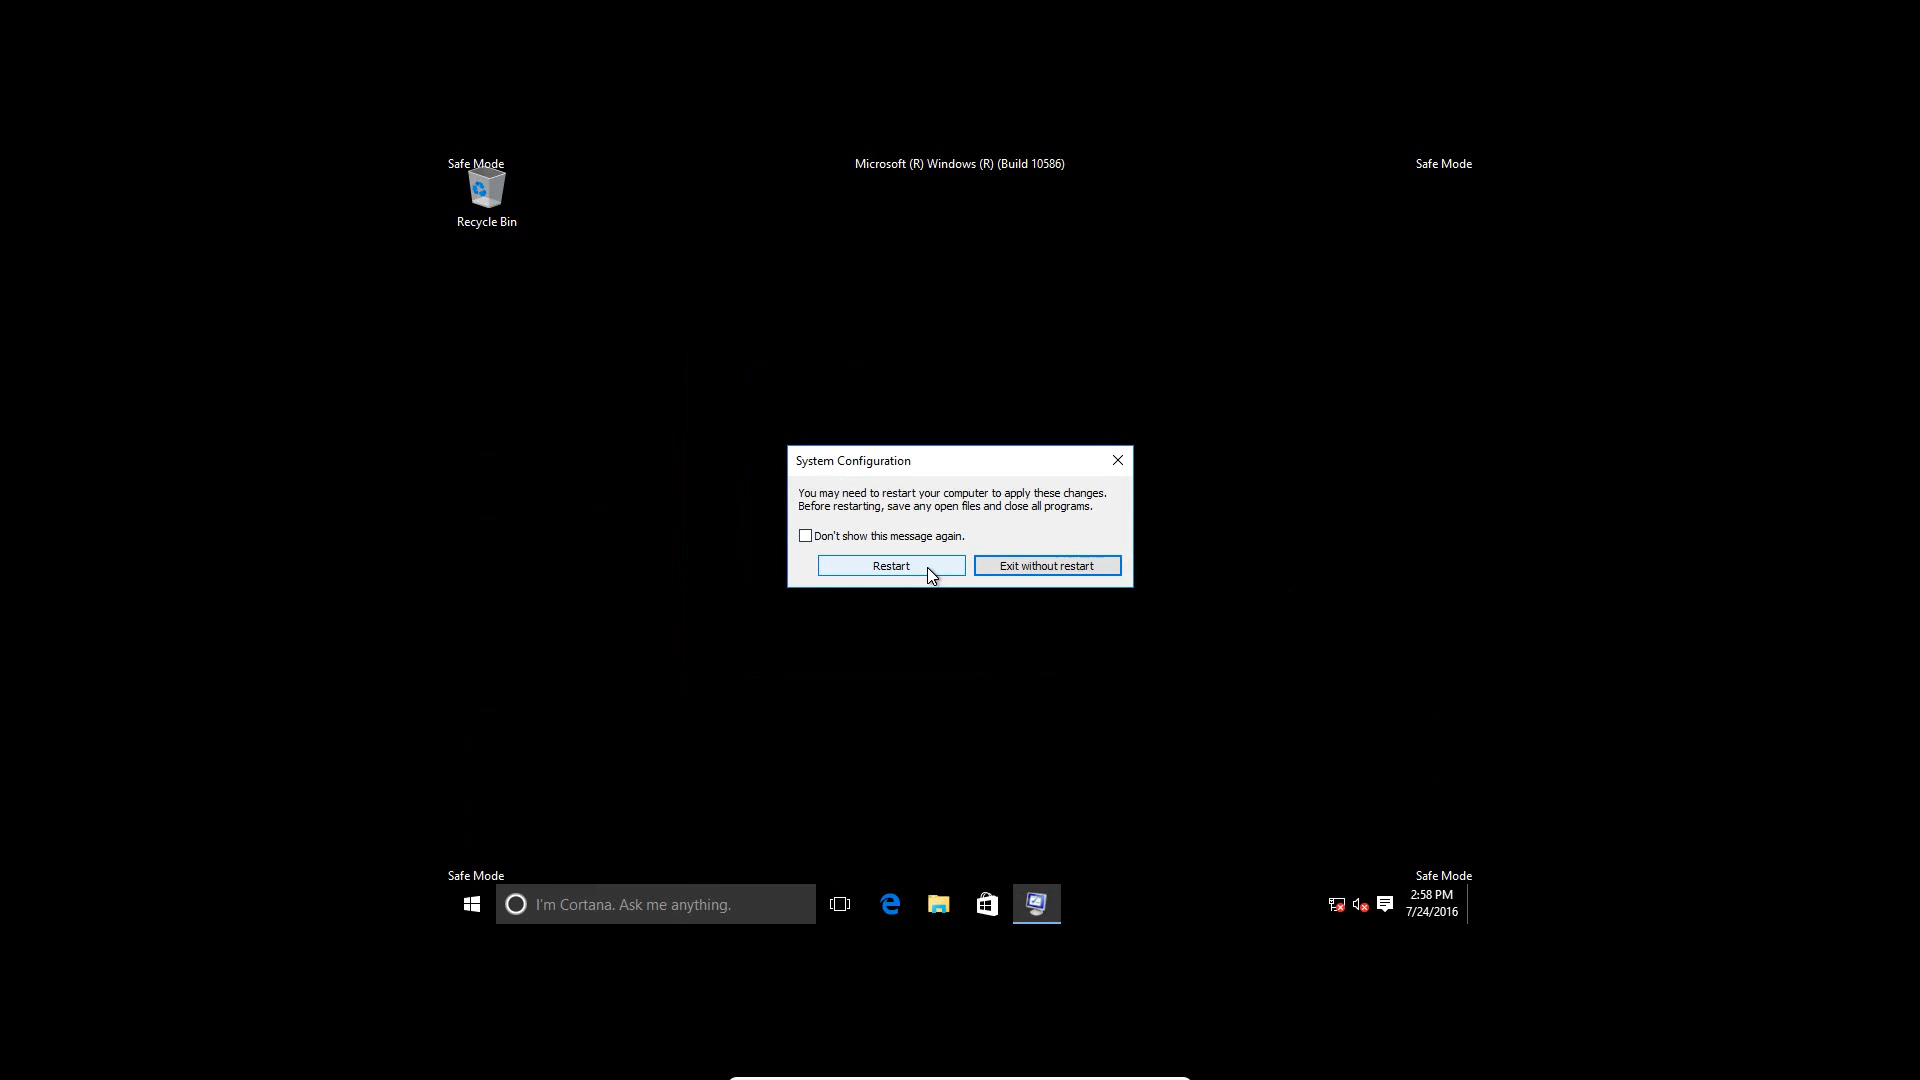 Safe Mode
Microsoft (R) Windows (R) (Build 10586)
Safe Mode
Recycle Bin
System Configuration
You may need to restart your computer to apply these changes.
Before restarting, save any open files and close all programs.
Don't show this message again.
Restart
Exit without restart
Safe Mode
Safe Mode
I'm Cortana. Ask me anything.
2:58 PM
7/24/2016